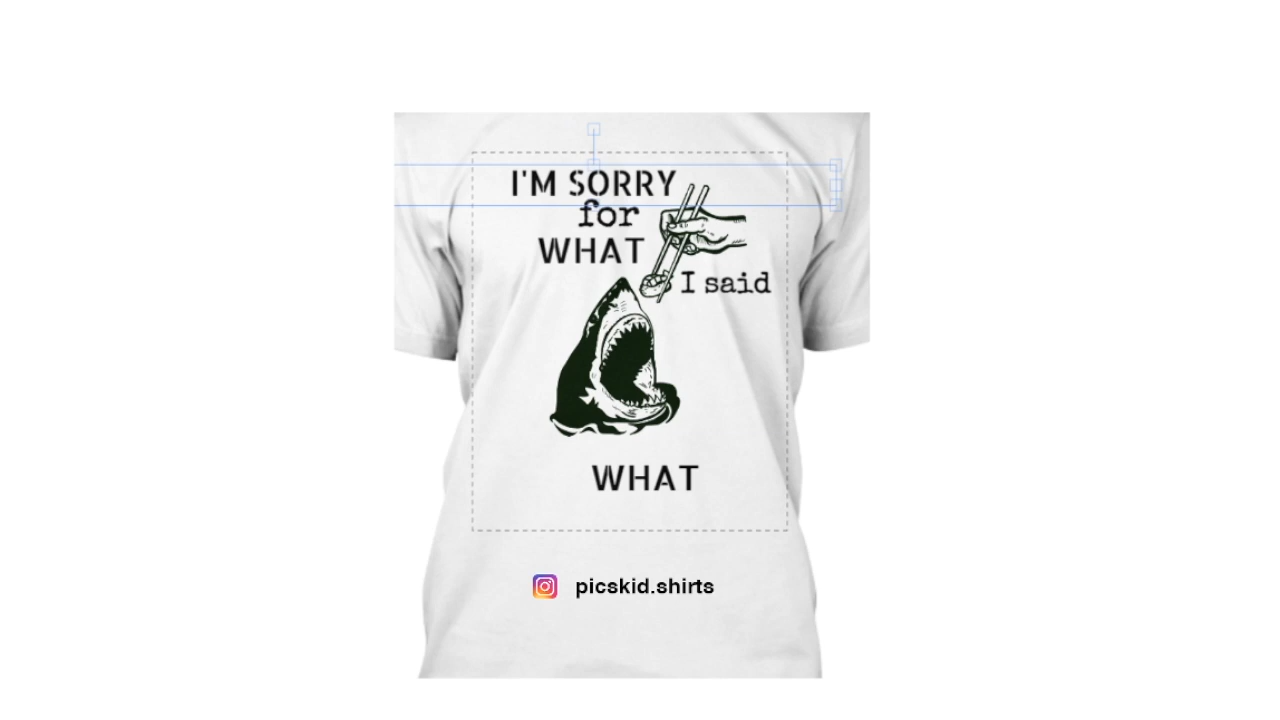 I'M SORRY
for
WHAT
I said
WHAT
picskid.shirts